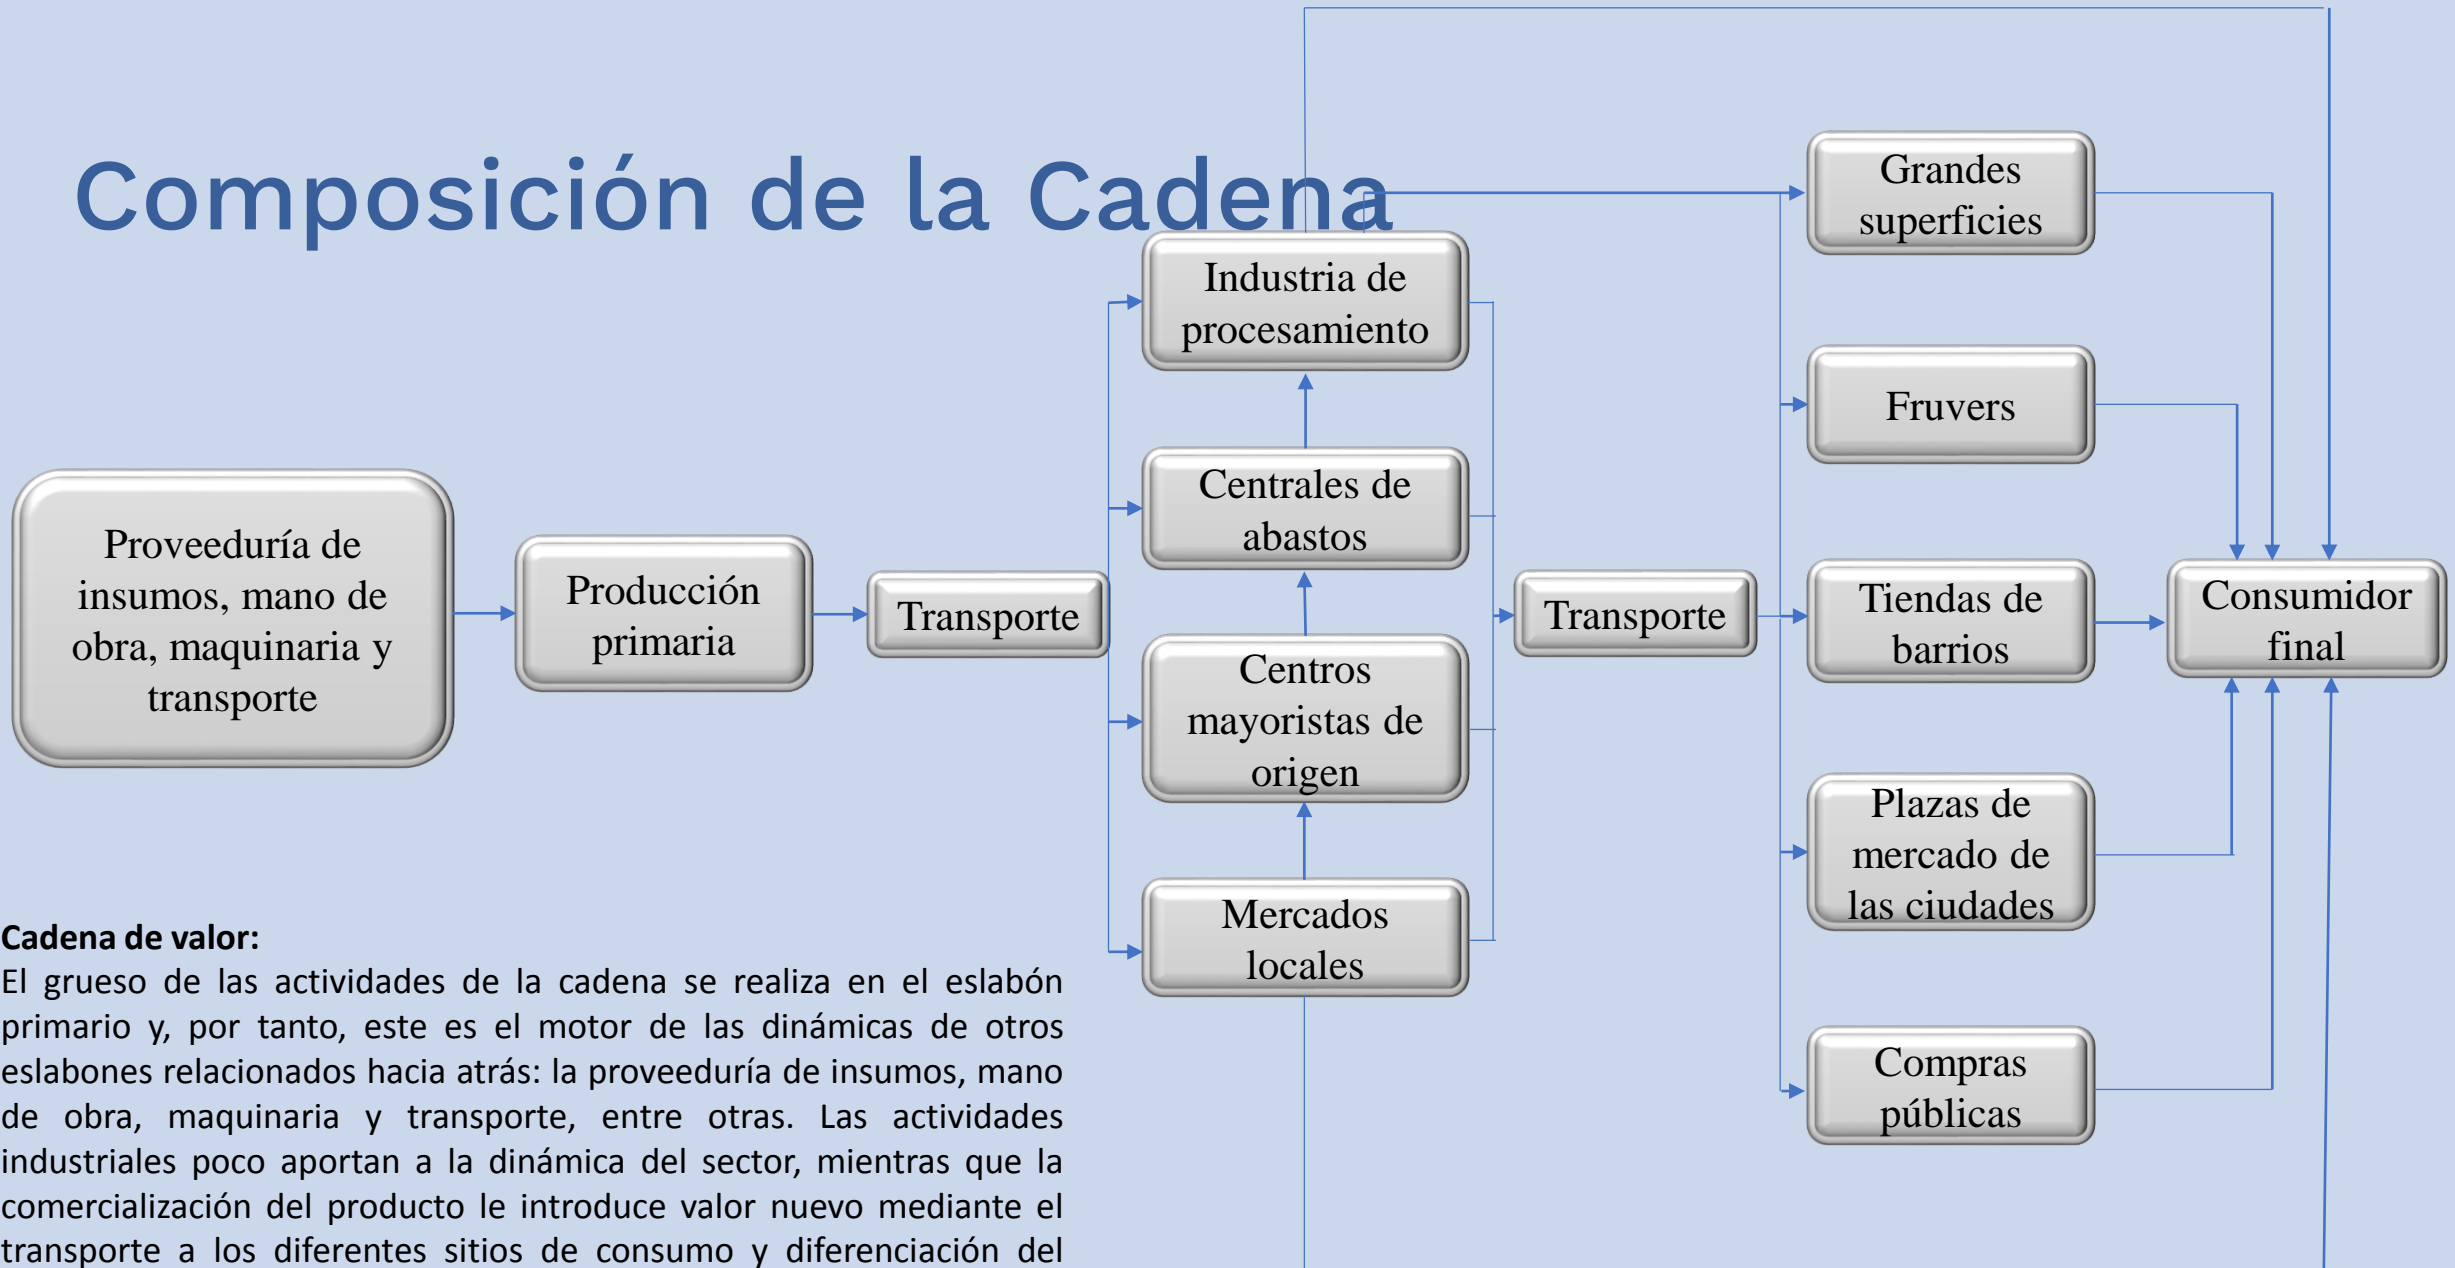 Composición de la Cadena
Proveeduría de
insumos, mano de
obra, maquinaria y
transporte
Producción
primaria
Transporte
Industria de
procesamiento
Centrales de
abastos
Centros
mayoristas de
origen
Mercados
locales
Transporte
Grandes
superficies
Fruvers
Tiendas de
barrios
Plazas de
mercado de
las ciudades
Compras
públicas
Consumidor
final
Cadena de valor:
El grueso de las actividades de la cadena se realiza en el eslabón
primario y, por tanto, este es el motor de las dinámicas de otros
eslabones relacionados hacia atrás: la proveeduría de insumos, mano
de obra, maquinaria y transporte, entre otras. Las actividades
industriales poco aportan a la dinámica del sector, mientras que la
comercialización del producto le introduce valor nuevo mediante el
transporte a los diferentes sitios de consumo y diferenciación del